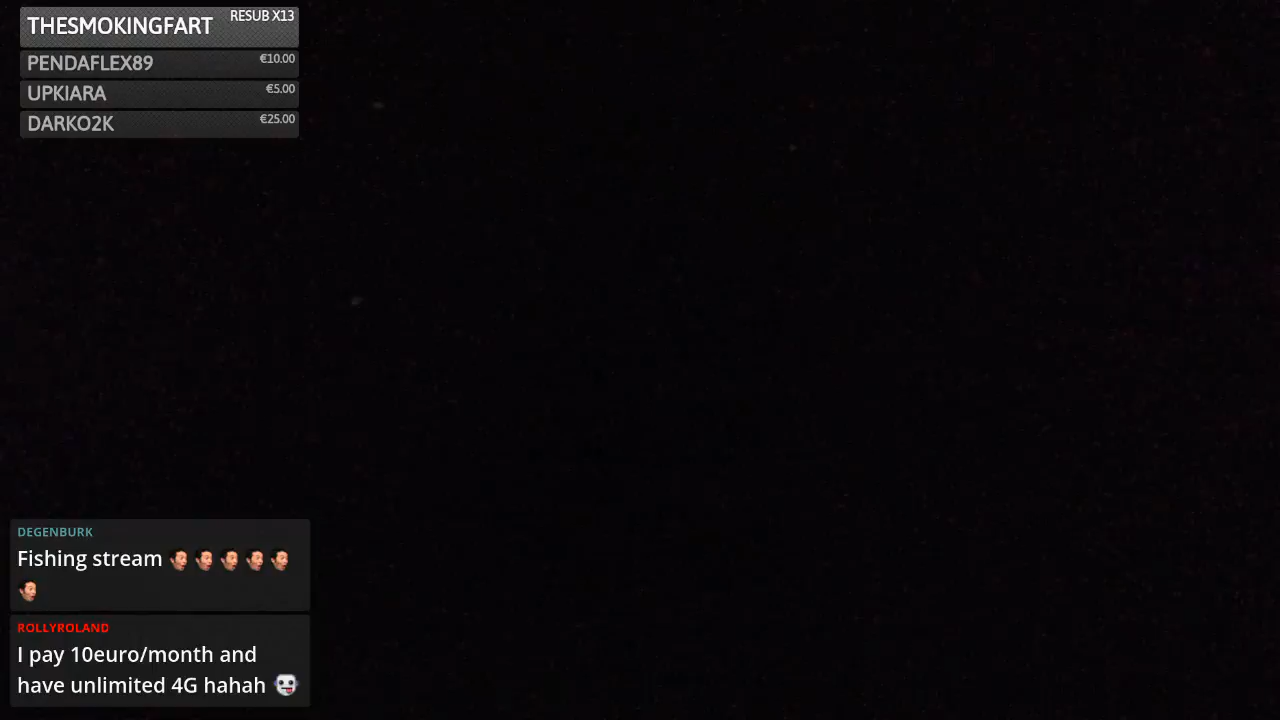 THESMOKINGFART RESUB X13
PENDAFLEX89 €10.00
UPKIARA €5.00
DARKO2K €25.00
DEGENBURK
Fishing stream
ROLLYROLAND
I pay 10euro/month and
have unlimited 4G hahah